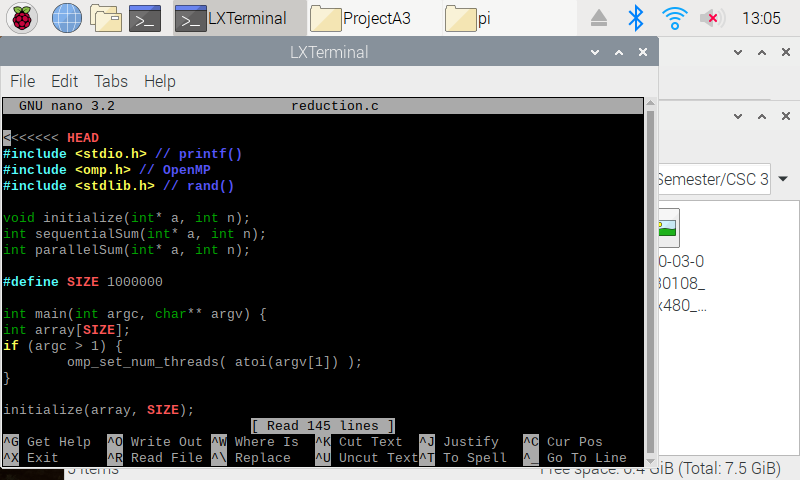 LXTerminal
ProjectA3
pi
13:05
LXTerminal
File Edit Tabs Help
GNU nano 3.2 reduction.c
<<<<<<< HEAD
#include <stdio.h> // printf()
#include <omp.h> // OpenMP
#include <stdlib.h> // rand()
void initialize(int* a, int n);
int sequentialSum(int* a, int n);
int parallelSum(int* a, int n);
#define SIZE 1000000
int main(int argc, char** argv) {
int array[SIZE];
if (argc > 1) {
omp_set_num_threads( atoi(argv[1]) );
}
initialize(array, SIZE);
[ Read 145 lines ]
^G Get Help ^O Write Out ^W Where Is ^K Cut Text ^J Justify ^C Cur Pos
^X Exit ^R Read File ^\ Replace ^U Uncut Text ^T To Spell ^_ Go To Line
Semester/CSC 3
0-03-0
30108_
x480_...
items
Free space: 6.4 GiB (Total: 7.5 GiB)